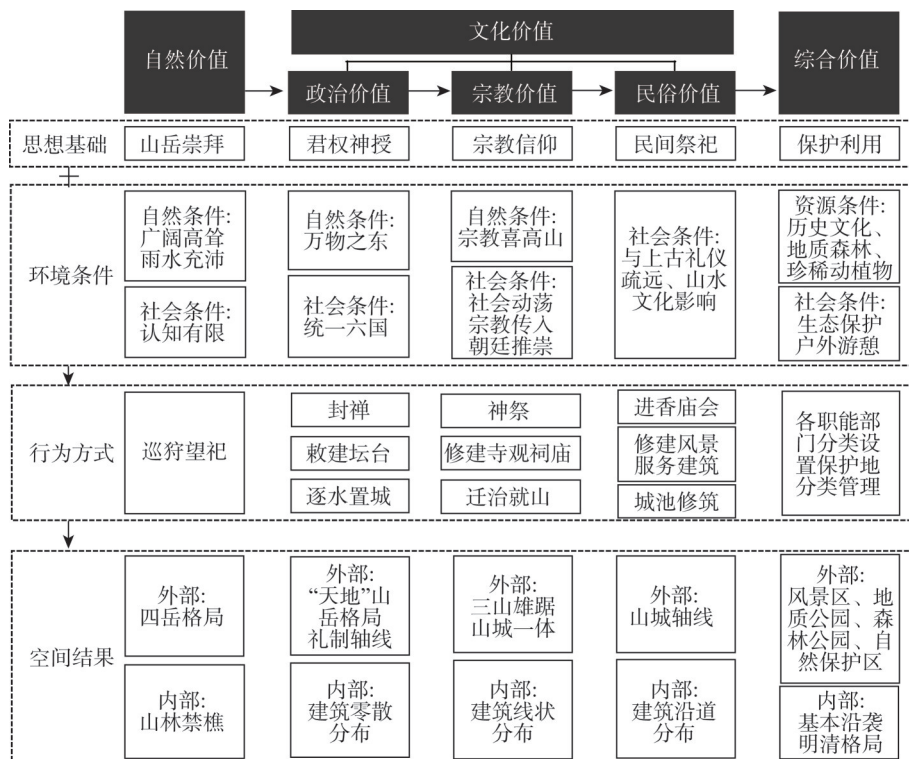 自然价值
文化价值
综合价值
政治价值
宗教价值
民俗价值
思想基础
山岳崇拜
君权神授
宗教信仰
民间祭祀
保护利用
环境条件
自然条件:
广阔高耸
雨水充沛
社会条件:
认知有限
自然条件:
万物之东
社会条件:
统一六国
自然条件:
宗教喜高山
社会条件:
社会动荡
宗教传入
朝廷推崇
社会条件:
与上古礼仪
疏远、山水
文化影响
资源条件:
历史文化、
地质森林、
珍稀动植物
社会条件:
生态保护
户外游憩
行为方式
巡狩望祀
封禅
敕建坛台
逐水置城
神祭
修建寺观祠庙
迁治就山
进香庙会
修建风景
服务建筑
城池修筑
各职能部
门分类设
置保护地
分类管理
空间结果
外部:
四岳格局
内部:
山林禁樵
外部:
“天地”山
岳格局
礼制轴线
内部:
建筑零散
分布
外部:
三山雄踞
山城一体
内部:
建筑线状
分布
外部:
山城轴线
内部:
建筑沿道
分布
外部:
风景区、地
质公园、森
林公园、自
然保护区
内部:
基本沿袭
明清格局